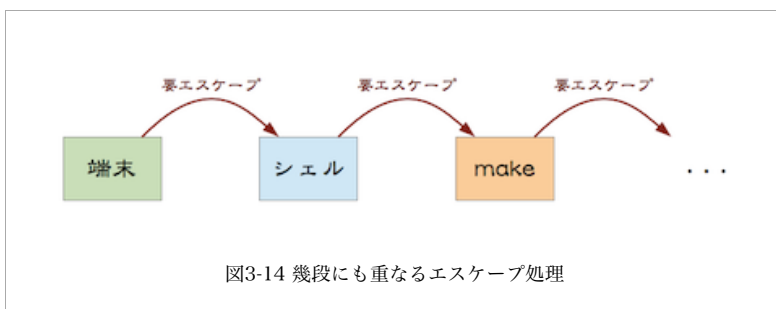 要エスケープ
要エスケープ
要エスケープ
端末
シェル
make
・・・
図3-14 幾段にも重なるエスケープ処理